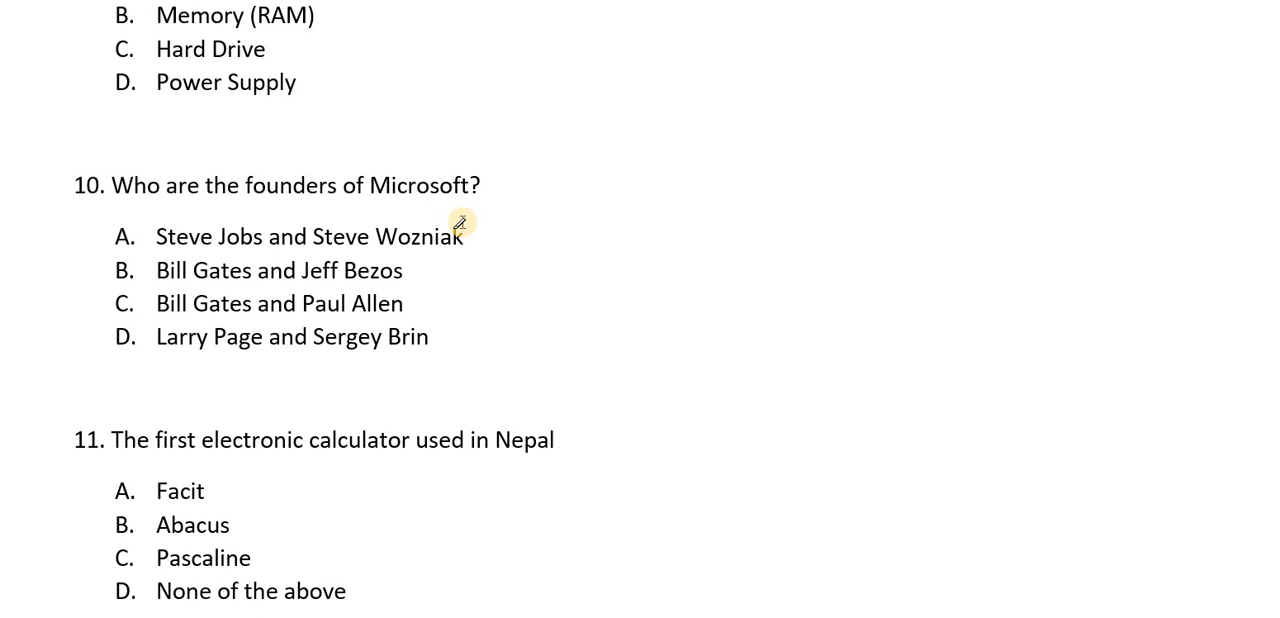 B. Memory (RAM)
C. Hard Drive
D. Power Supply
10. Who are the founders of Microsoft?
A. Steve Jobs and Steve Wozniak
B. Bill Gates and Jeff Bezos
C. Bill Gates and Paul Allen
D. Larry Page and Sergey Brin
11. The first electronic calculator used in Nepal
A. Facit
B. Abacus
C. Pascaline
D. None of the above